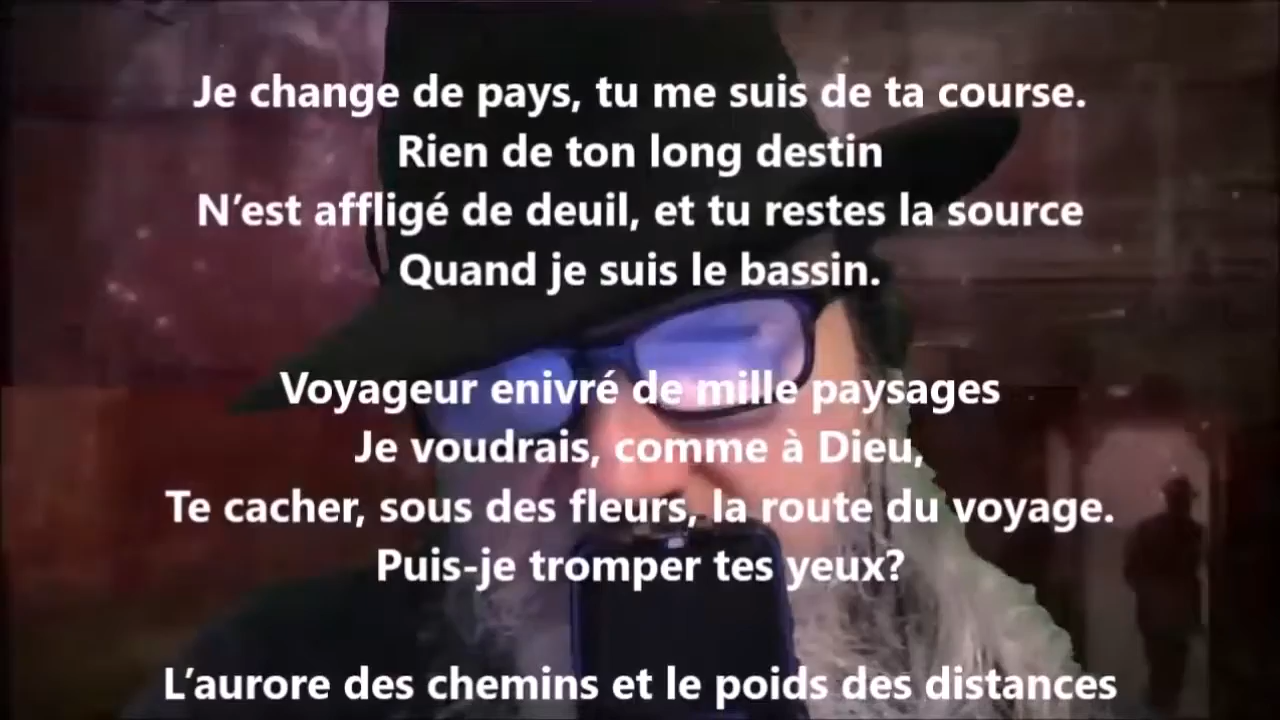 Je change de pays, tu me suis de ta course.
Rien de ton long destin
N’est affligé de deuil, et tu restes la source
Quand je suis le bassin.
Voyageur enivré de mille paysages
Je voudrais, comme à Dieu,
Te cacher, sous des fleurs, la route du voyage.
Puis-je tromper tes yeux?
L’aurore des chemins et le poids des distances